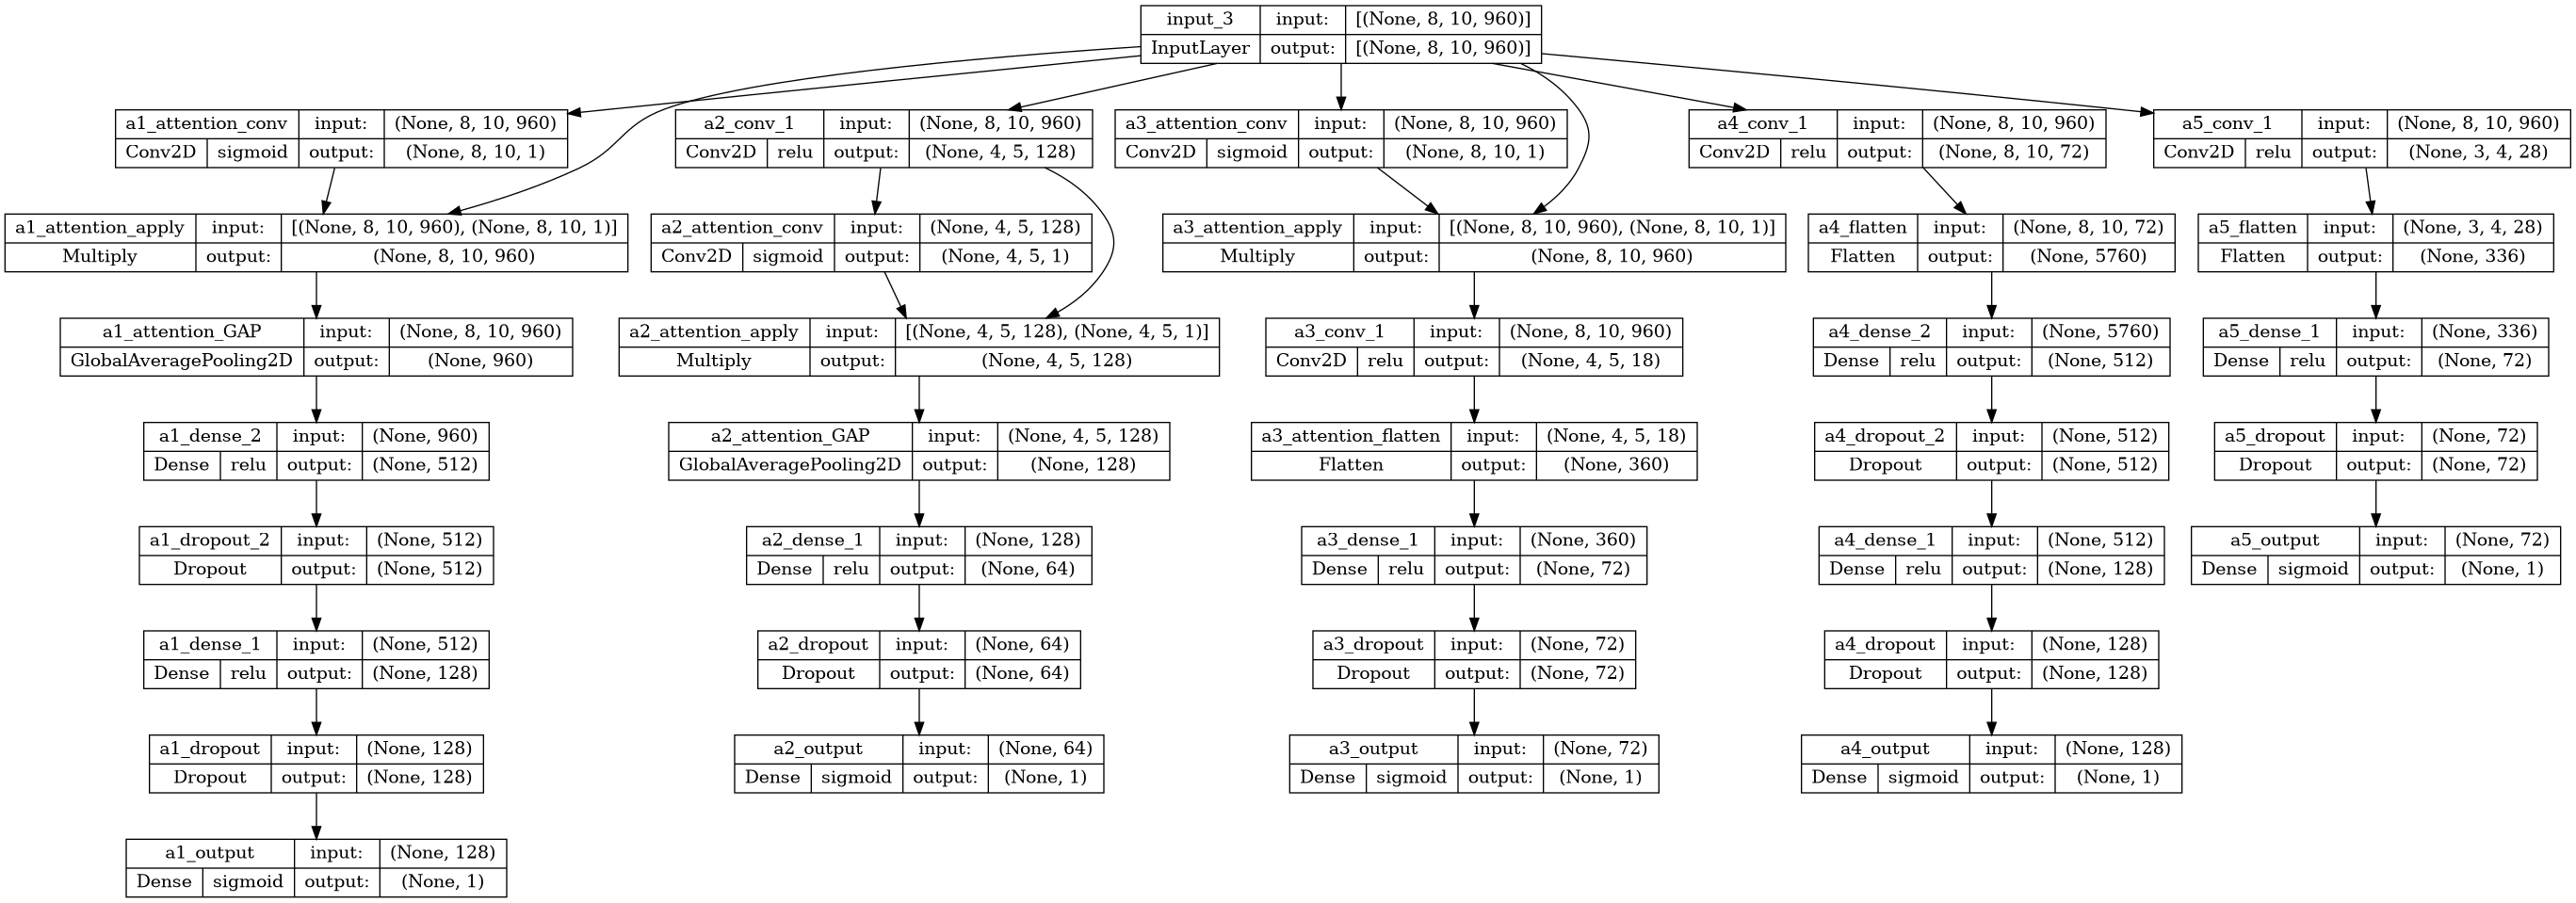 input_3 input: [(None, 8, 10, 960)]
InputLayer output: [(None, 8, 10, 960)]
a1_attention_conv input: (None, 8, 10, 960)
Conv2D sigmoid output: (None, 8, 10, 1)
a2_conv_1 input: (None, 8, 10, 960)
Conv2D relu output: (None, 4, 5, 128)
a3_attention_conv input: (None, 8, 10, 960)
Conv2D sigmoid output: (None, 8, 10, 1)
a4_conv_1 input: (None, 8, 10, 960)
Conv2D relu output: (None, 8, 10, 72)
a5_conv_1 input: (None, 8, 10, 960)
Conv2D relu output: (None, 3, 4, 28)
a1_attention_apply input: [(None, 8, 10, 960), (None, 8, 10, 1)]
Multiply output: (None, 8, 10, 960)
a2_attention_conv input: (None, 4, 5, 128)
Conv2D sigmoid output: (None, 4, 5, 1)
a3_attention_apply input: [(None, 8, 10, 960), (None, 8, 10, 1)]
Multiply output: (None, 8, 10, 960)
a4_flatten input: (None, 8, 10, 72)
Flatten output: (None, 5760)
a5_flatten input: (None, 3, 4, 28)
Flatten output: (None, 336)
a1_attention_GAP input: (None, 8, 10, 960)
GlobalAveragePooling2D output: (None, 960)
a2_attention_apply input: [(None, 4, 5, 128), (None, 4, 5, 1)]
Multiply output: (None, 4, 5, 128)
a3_conv_1 input: (None, 8, 10, 960)
Conv2D relu output: (None, 4, 5, 18)
a4_dense_2 input: (None, 5760)
Dense relu output: (None, 512)
a5_dense_1 input: (None, 336)
Dense relu output: (None, 72)
a1_dense_2 input: (None, 960)
Dense relu output: (None, 512)
a2_attention_GAP input: (None, 4, 5, 128)
GlobalAveragePooling2D output: (None, 128)
a3_attention_flatten input: (None, 4, 5, 18)
Flatten output: (None, 360)
a4_dropout_2 input: (None, 512)
Dropout output: (None, 512)
a5_dropout input: (None, 72)
Dropout output: (None, 72)
a1_dropout_2 input: (None, 512)
Dropout output: (None, 512)
a2_dense_1 input: (None, 128)
Dense relu output: (None, 64)
a3_dense_1 input: (None, 360)
Dense relu output: (None, 72)
a4_dense_1 input: (None, 512)
Dense relu output: (None, 128)
a5_output input: (None, 72)
Dense sigmoid output: (None, 1)
a1_dense_1 input: (None, 512)
Dense relu output: (None, 128)
a2_dropout input: (None, 64)
Dropout output: (None, 64)
a3_dropout input: (None, 72)
Dropout output: (None, 72)
a4_dropout input: (None, 128)
Dropout output: (None, 128)
a1_dropout input: (None, 128)
Dropout output: (None, 128)
a2_output input: (None, 64)
Dense sigmoid output: (None, 1)
a3_output input: (None, 72)
Dense sigmoid output: (None, 1)
a4_output input: (None, 128)
Dense sigmoid output: (None, 1)
a1_output input: (None, 128)
Dense sigmoid output: (None, 1)